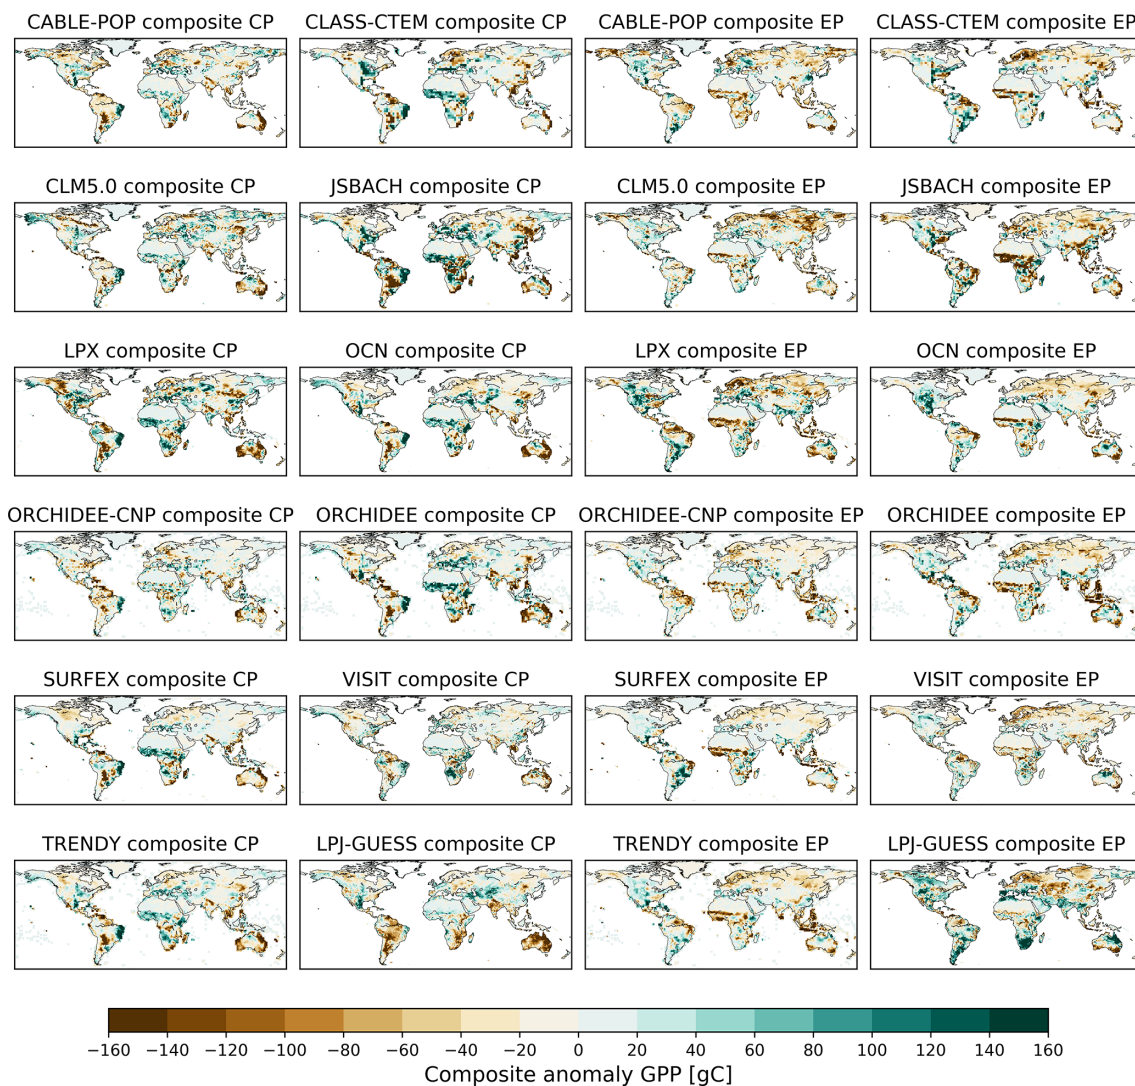 CABLE-POP composite CP
CLASS-CTEM composite CP
CABLE-POP composite EP
CLASS-CTEM composite EP
CLM5.0 composite CP
JSBACH composite CP
CLM5.0 composite EP
JSBACH composite EP
LPX composite CP
OCN composite CP
LPX composite EP
OCN composite EP
ORCHIDEE-CNP composite CP
ORCHIDEE composite CP
ORCHIDEE-CNP composite EP
ORCHIDEE composite EP
SURFEX composite CP
VISIT composite CP
SURFEX composite EP
VISIT composite EP
TRENDY composite CP
LPJ-GUESS composite CP
TRENDY composite EP
LPJ-GUESS composite EP
−160 −140 −120 −100 −80 −60 −40 −20 0 20 40 60 80 100 120 140 160
Composite anomaly GPP [gC]